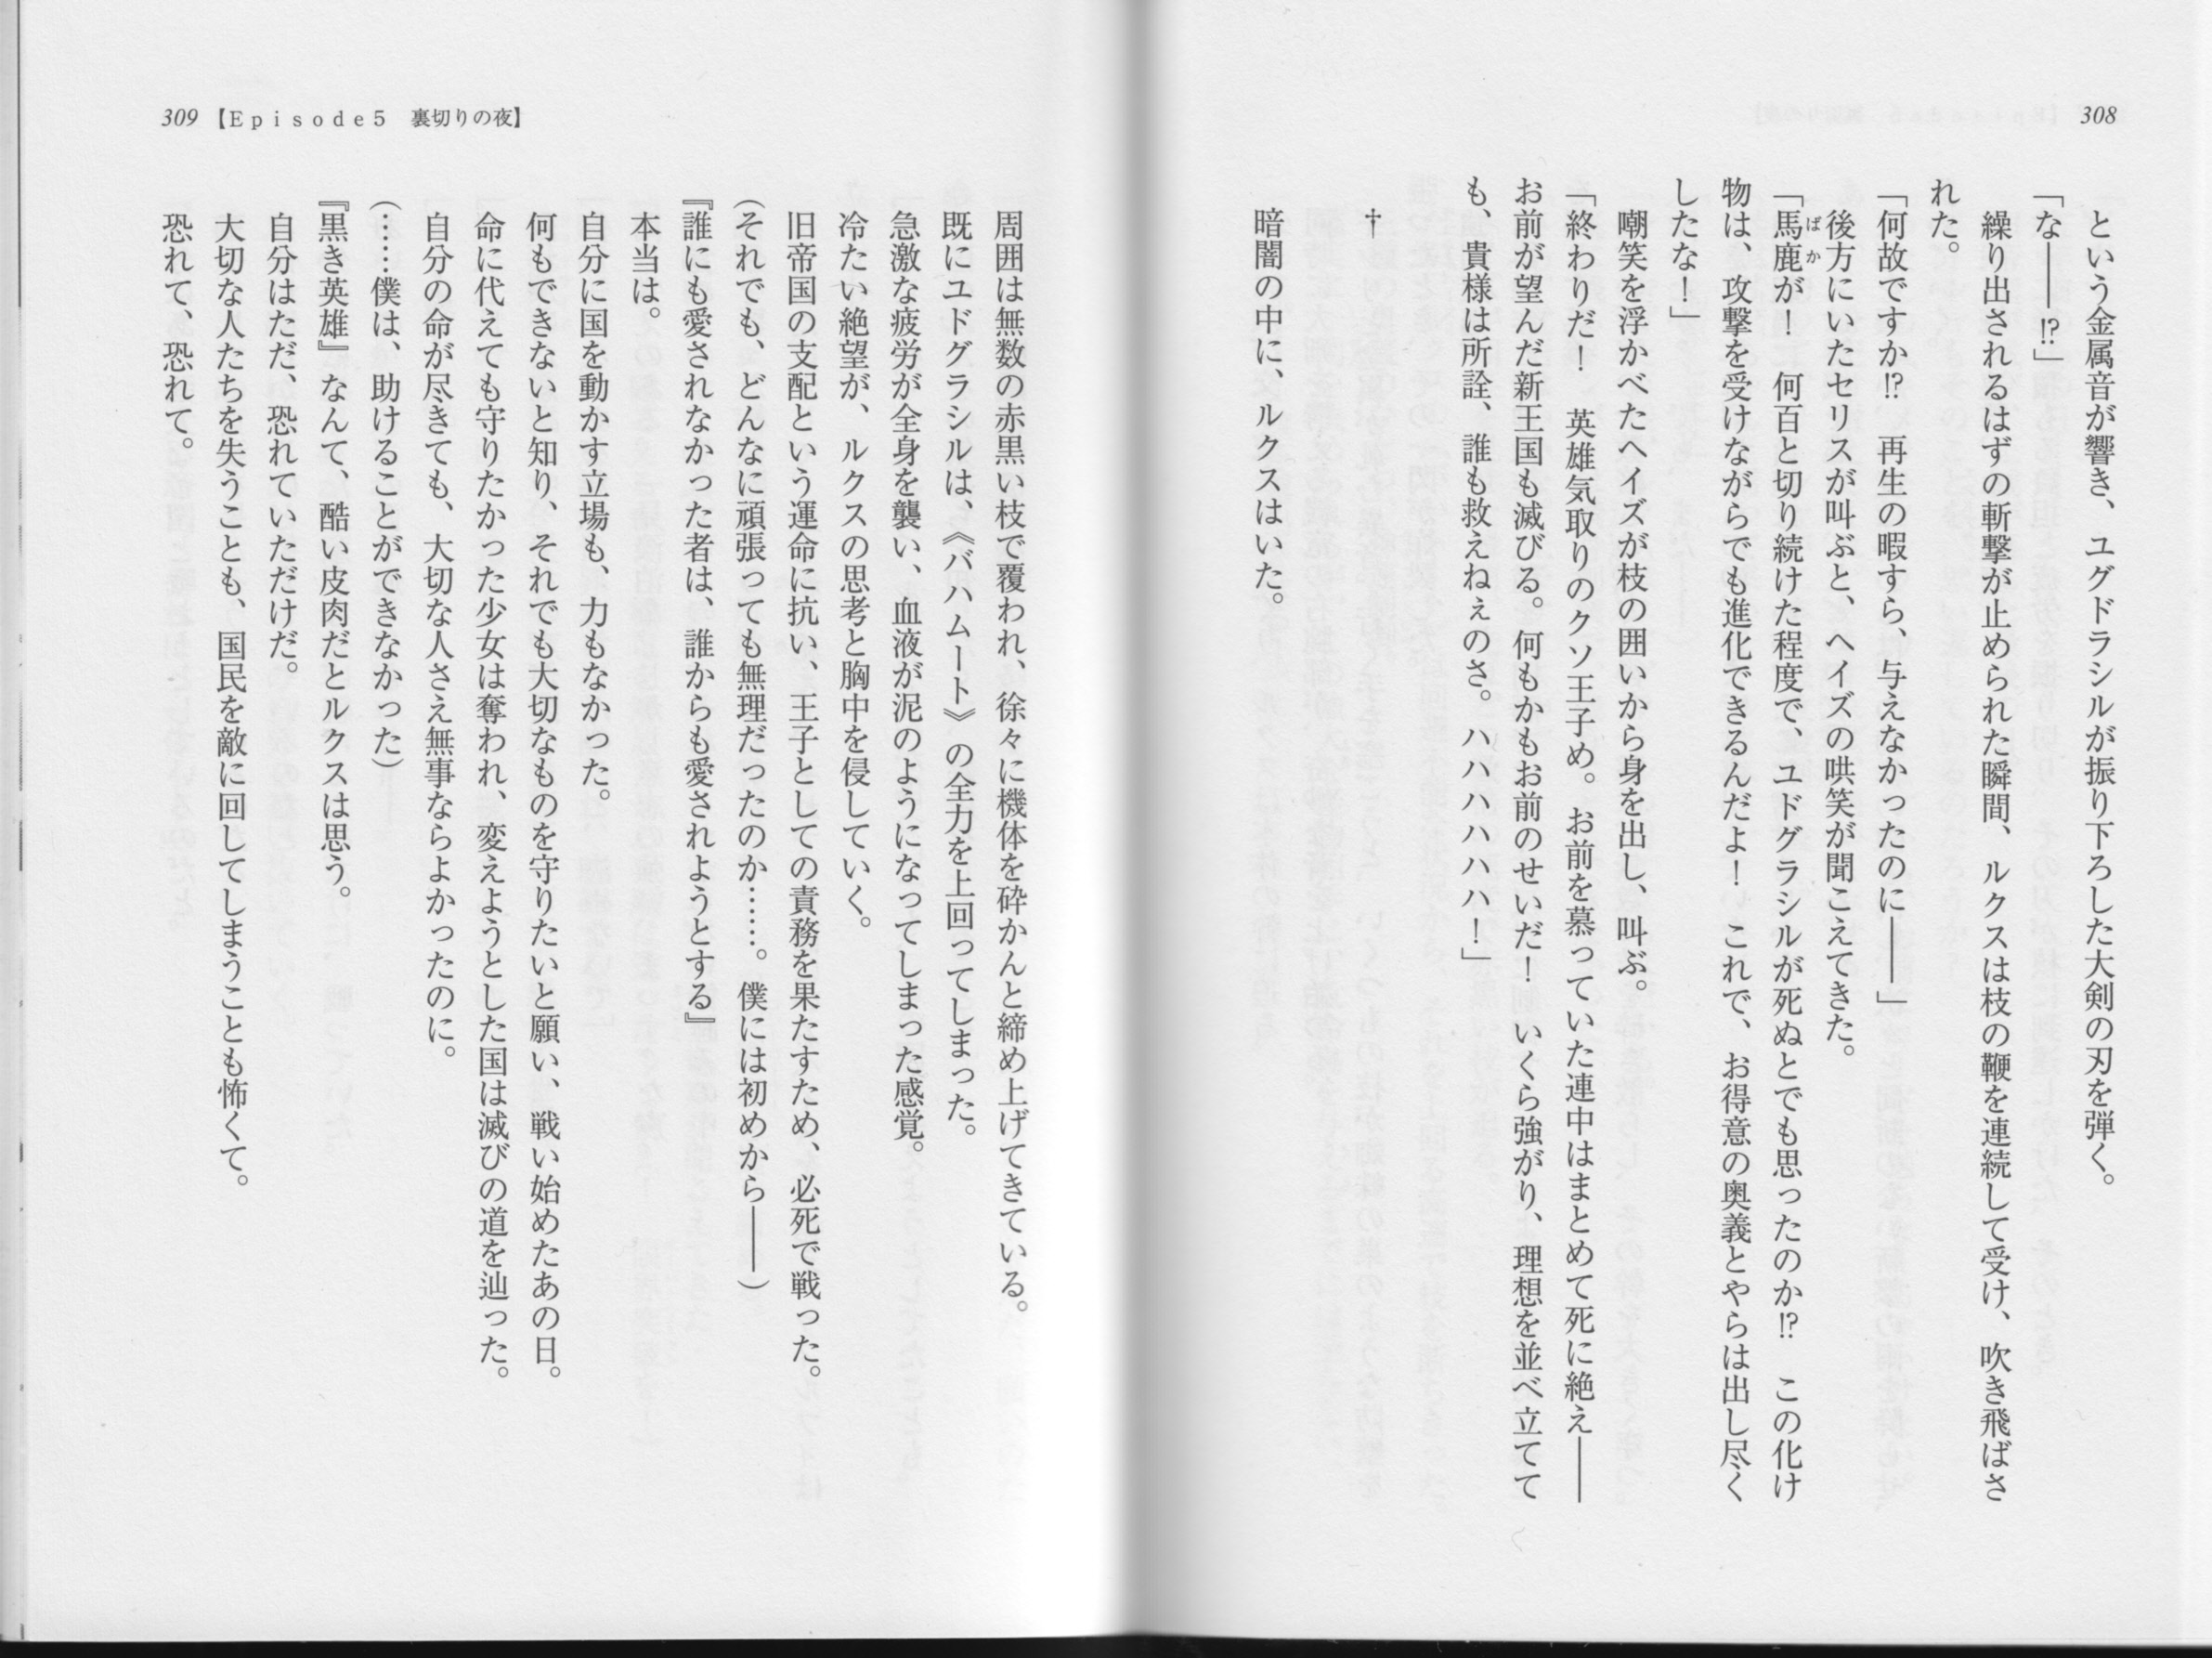 308
という金属音が響き、ユグドラシルが振り下ろした大剣の刃を弾く。
「な――⁉」
繰り出されるはずの斬撃が止められた瞬間、ルクスは枝の鞭を連続して受け、吹き飛ばさ
れた。
「何故ですか⁉　再生の暇すら、与えなかったのに――」
後方にいたセリスが叫ぶと、ヘイズの哄笑が聞こえてきた。
「馬鹿が！　何百と切り続けた程度で、ユドグラシルが死ぬとでも思ったのか⁉　この化け
ばか
物は、攻撃を受けながらでも進化できるんだよ！　これで、お得意の奥義とやらは出し尽く
したな！」
嘲笑を浮かべたヘイズが枝の囲いから身を出し、叫ぶ。
「終わりだ！　英雄気取りのクソ王子め。お前を慕っていた連中はまとめて死に絶え――
お前が望んだ新王国も滅びる。何もかもお前のせいだ！　いくら強がり、理想を並べ立てて
も、貴様は所詮、誰も救えねぇのさ。ハハハハハハ！」
†
暗闇の中に、ルクスはいた。
309【Episode5　裏切りの夜】
周囲は無数の赤黒い枝で覆われ、徐々に機体を砕かんと締め上げてきている。
既にユドグラシルは、《バハムート》の全力を上回ってしまった。
急激な疲労が全身を襲い、血液が泥のようになってしまった感覚。
冷たい絶望が、ルクスの思考と胸中を侵していく。
旧帝国の支配という運命に抗い、王子としての責務を果たすため、必死で戦った。
（それでも、どんなに頑張っても無理だったのか……。僕には初めから――）
『誰にも愛されなかった者は、誰からも愛されようとする』
本当は。
自分に国を動かす立場も、力もなかった。
何もできないと知り、それでも大切なものを守りたいと願い、戦い始めたあの日。
命に代えても守りたかった少女は奪われ、変えようとした国は滅びの道を辿った。
自分の命が尽きても、大切な人さえ無事ならよかったのに。
（……僕は、助けることができなかった）
『黒き英雄』なんて、酷い皮肉だとルクスは思う。
自分はただ、恐れていただけだ。
大切な人たちを失うことも、国民を敵に回してしまうことも怖くて。
恐れて、恐れて。